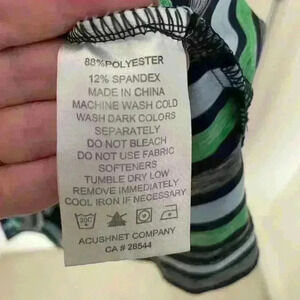 88% POLYESTER
12% SPANDEX
MADE IN CHINA
MACHINE WASH COLD
WASH DARK COLORS
SEPARATELY
DO NOT BLEACH
DO NOT USE FABRIC
SOFTENERS
TUMBLE DRY LOW
REMOVE IMMEDIATELY
COOL IRON IF NECESSARY
ACUSHNET COMPANY
CA # 28544